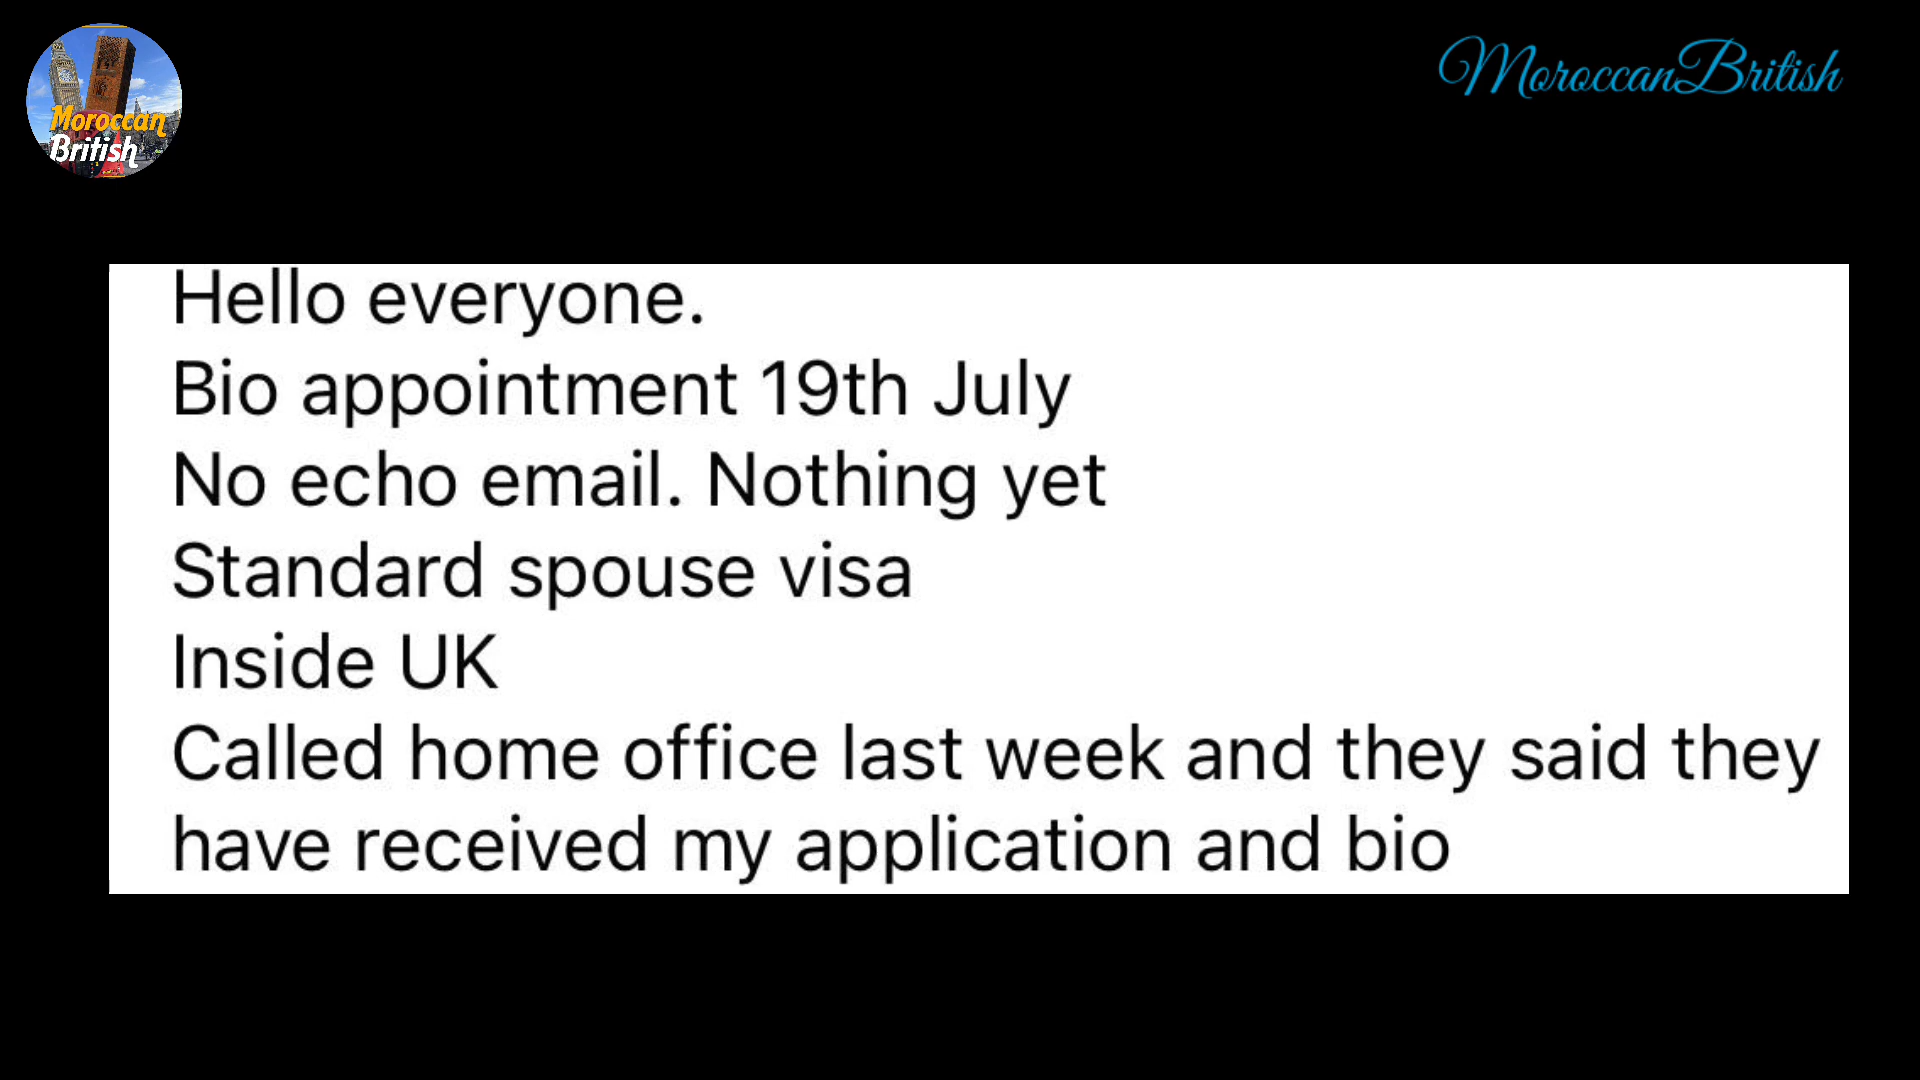 Moroccan
British
MoroccanBritish
Hello everyone.
Bio appointment 19th July
No echo email. Nothing yet
Standard spouse visa
Inside UK
Called home office last week and they said they
have received my application and bio